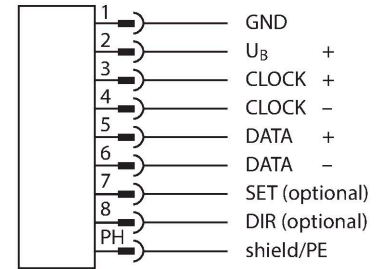 1 GND
2 U_B +
3 CLOCK +
4 CLOCK –
5 DATA +
6 DATA –
7 SET (optional)
8 DIR (optional)
PH shield/PE